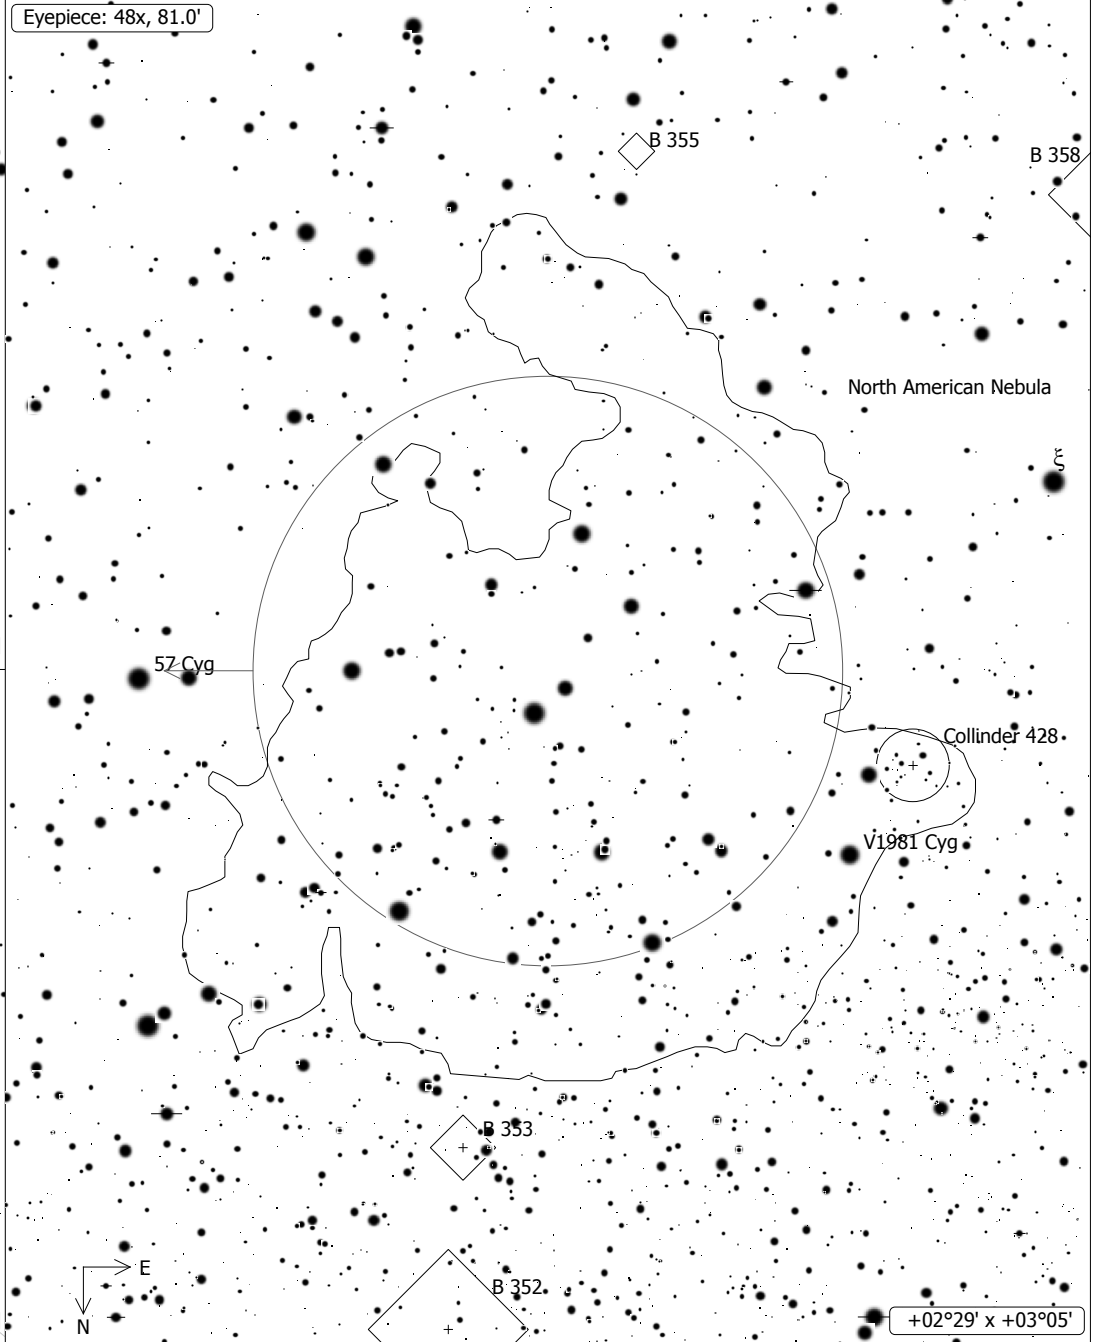 Eyepiece: 48x, 81.0'
B 355
B 358
North American Nebula
ξ
57 Cyg
Collinder 428
V1981 Cyg
B 353
E
B 352
N
+02°29' x +03°05'